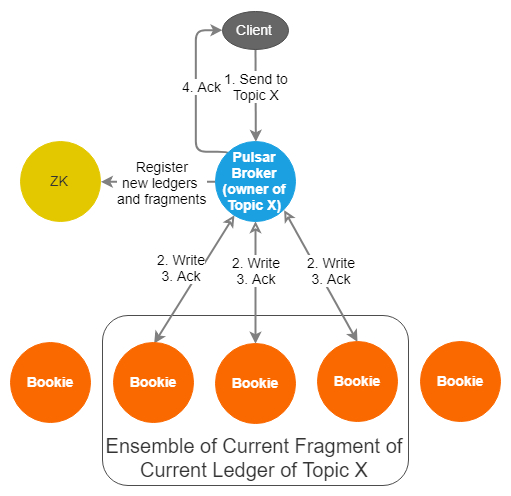 Client
4. Ack
1. Send to
Topic X
Pulsar
Broker
(owner of
Topic X)
ZK
Register
new ledgers
and fragments
2. Write
3. Ack
2. Write
3. Ack
2. Write
3. Ack
Bookie
Bookie
Bookie
Bookie
Bookie
Ensemble of Current Fragment of
Current Ledger of Topic X